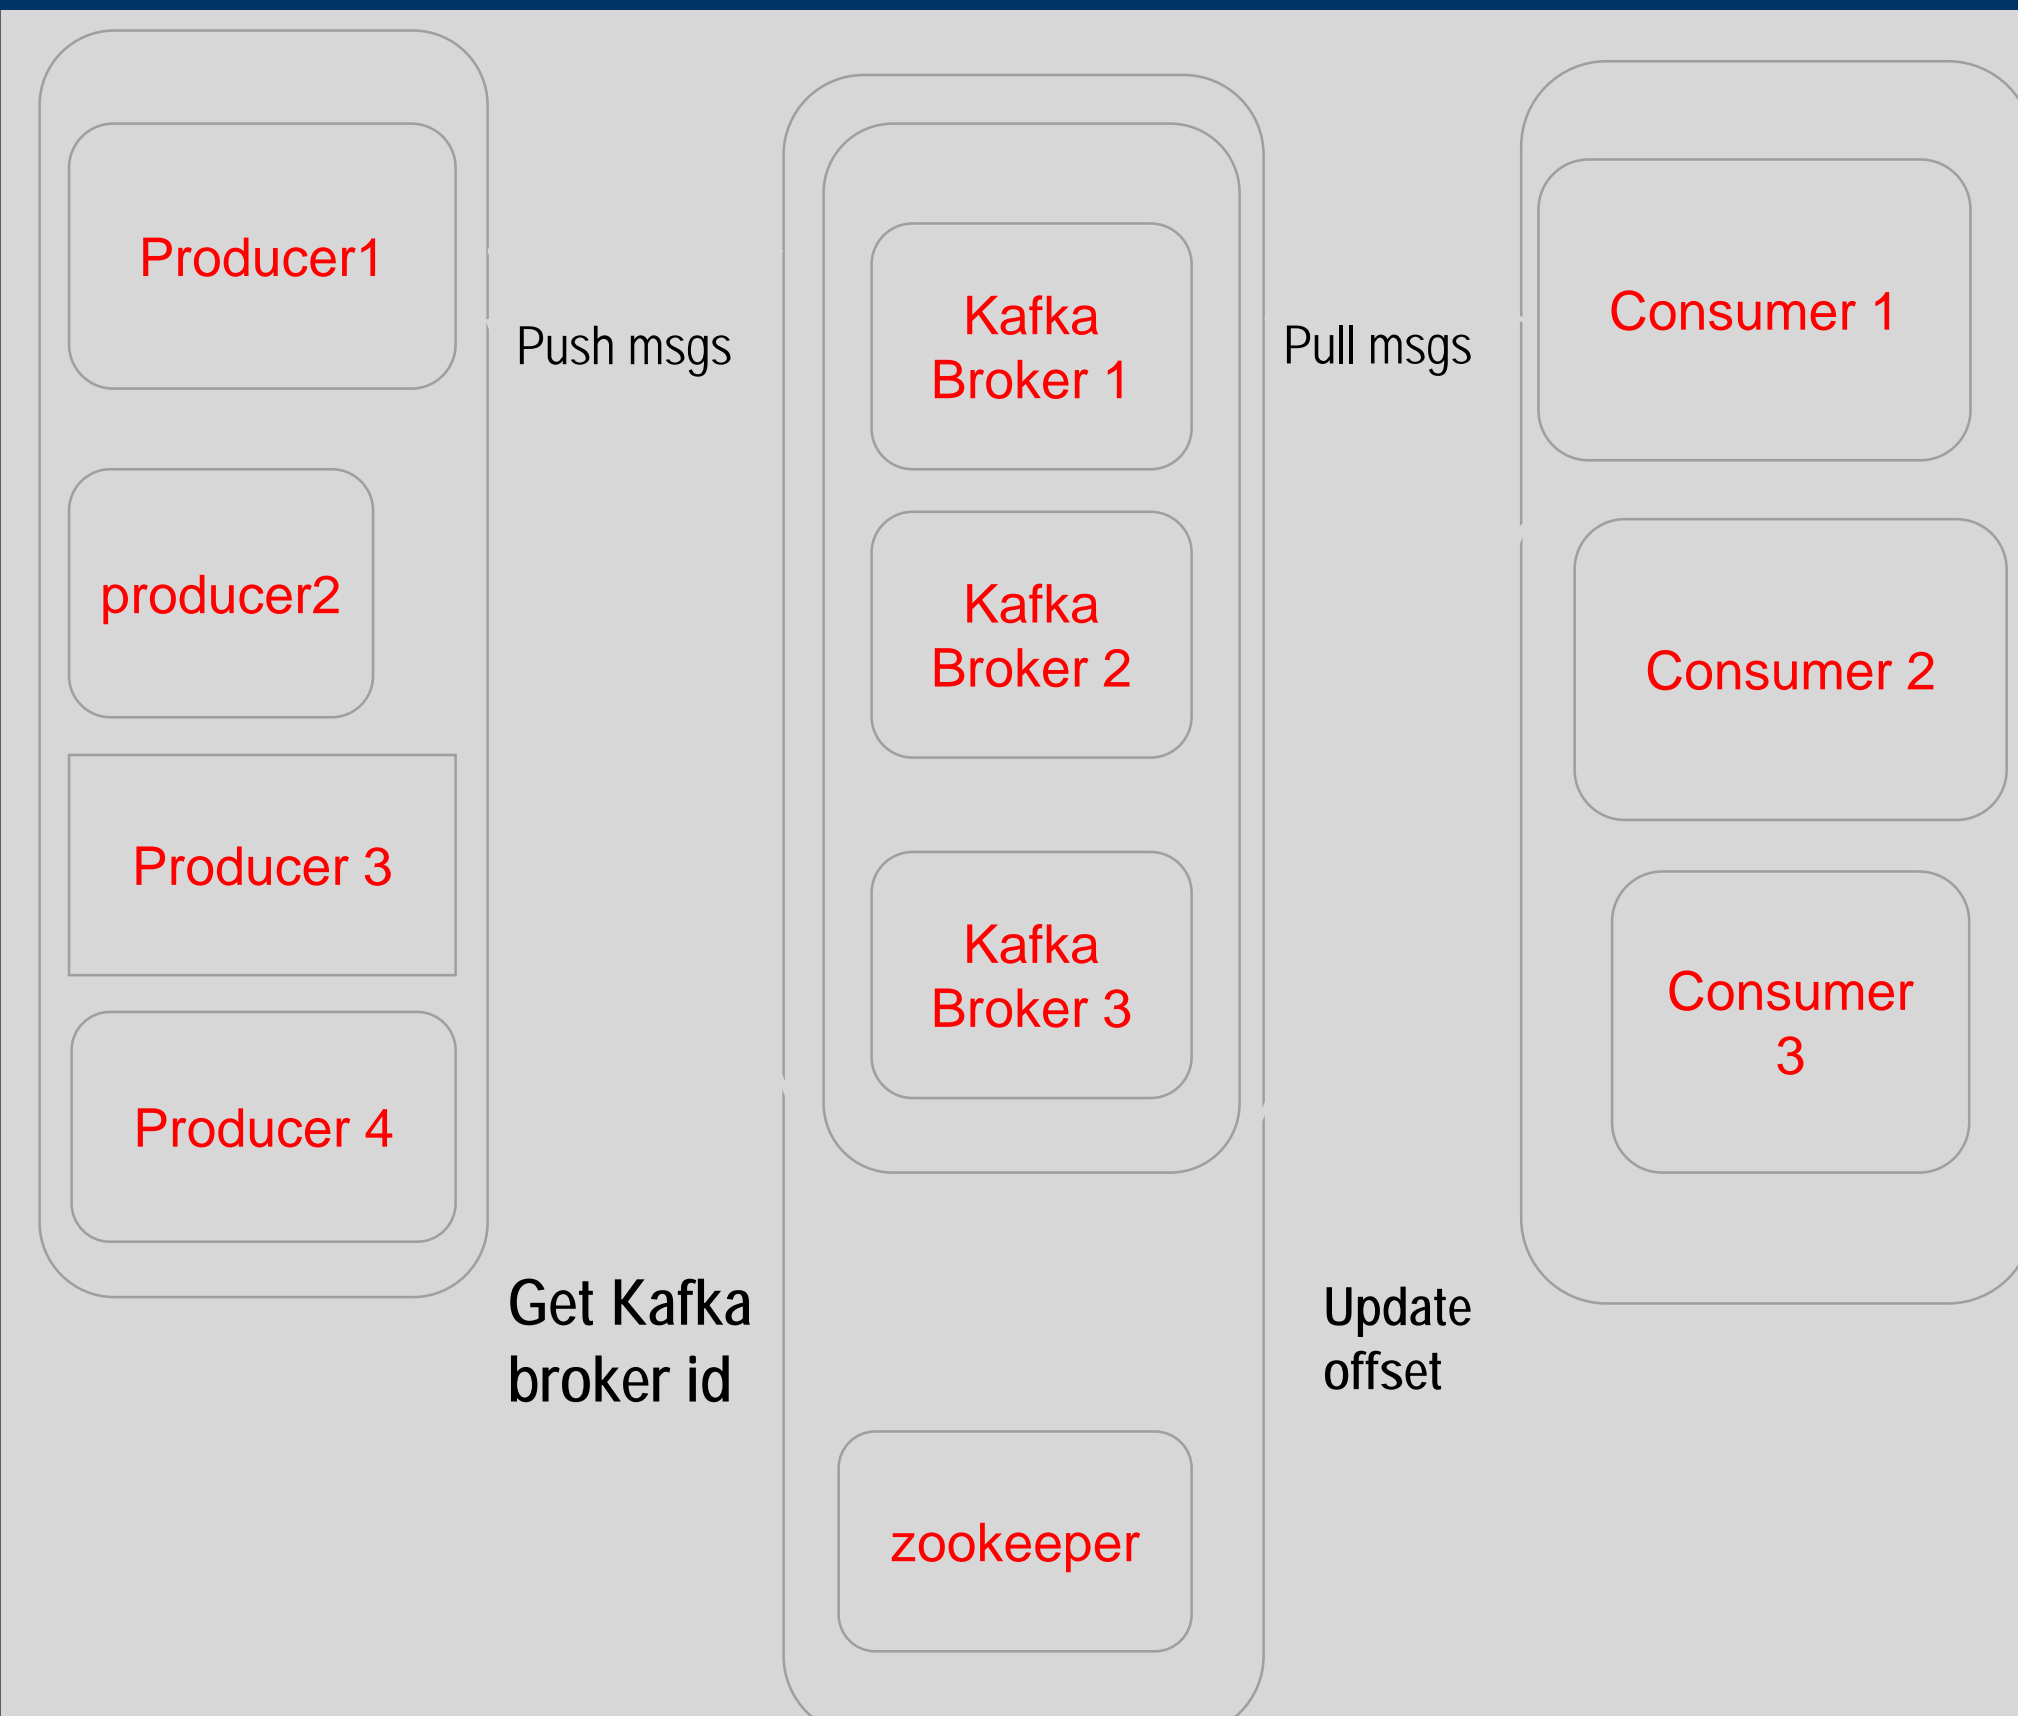 Producer1
producer2
Producer 3
Producer 4
Push msgs
Get Kafka
broker id
Kafka
Broker 1
Kafka
Broker 2
Kafka
Broker 3
zookeeper
Pull msgs
Update
offset
Consumer 1
Consumer 2
Consumer
3